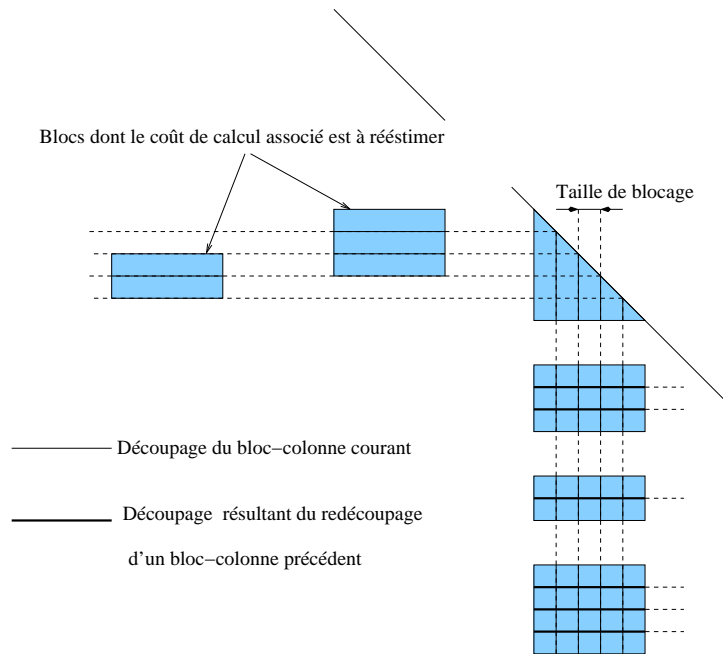 Blocs dont le coût de calcul associé est à réestimer
Taille de blocage
Découpage du bloc−colonne courant
Découpage résultant du redécoupage
d'un bloc−colonne précédent